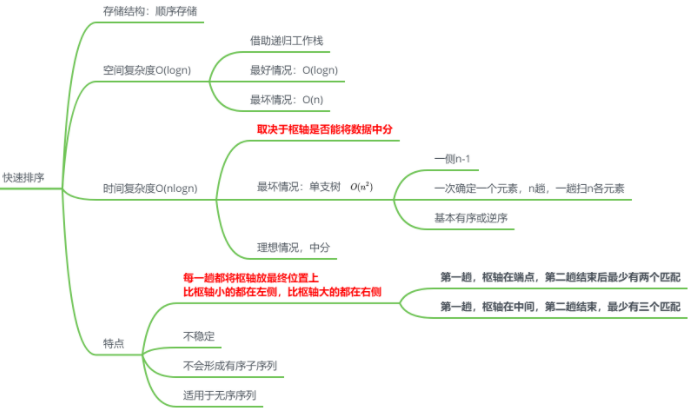 快速排序
存储结构：顺序存储
空间复杂度O(logn)
借助递归工作栈
最好情况：O(logn)
最坏情况：O(n)
时间复杂度O(nlogn)
取决于枢轴是否能将数据中分
最坏情况：单支树 O(n²)
一侧n-1
一次确定一个元素，n趟，一趟扫n各元素
基本有序或逆序
理想情况，中分
特点
每一趟都将枢轴放最终位置上
比枢轴小的都在左侧，比枢轴大的都在右侧
第一趟，枢轴在端点，第二趟结束后最少有两个匹配
第一趟，枢轴在中间，第二趟结束，最少有三个匹配
不稳定
不会形成有序子序列
适用于无序序列